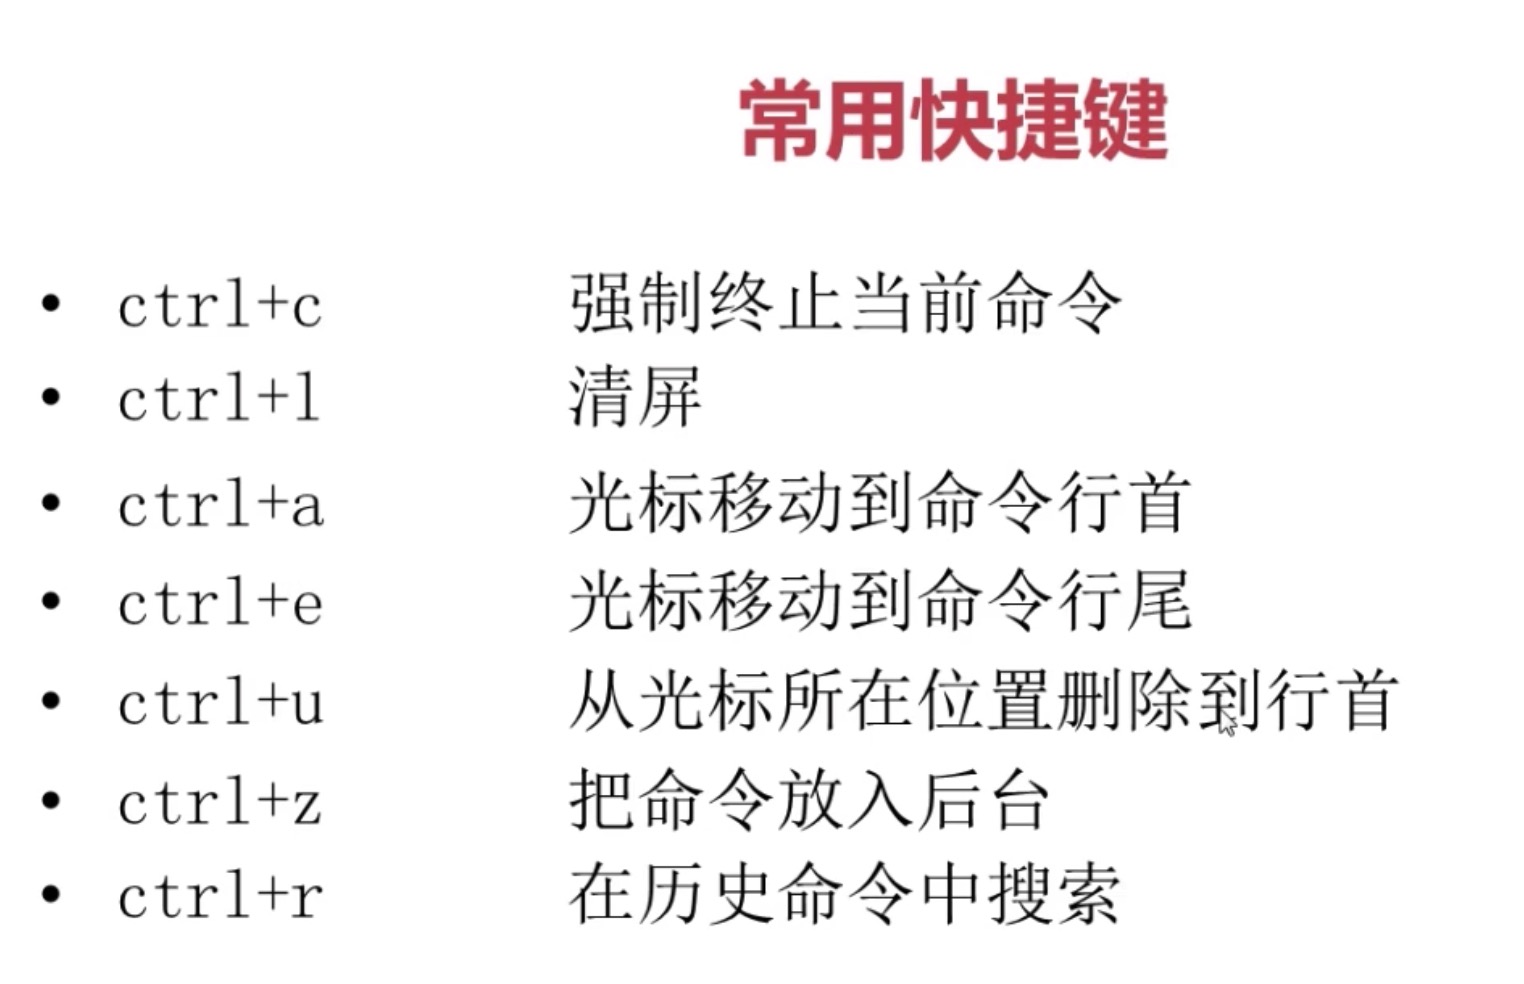 常用快捷键
• ctrl+c 强制终止当前命令
• ctrl+l 清屏
• ctrl+a 光标移动到命令行首
• ctrl+e 光标移动到命令行尾
• ctrl+u 从光标所在位置删除到行首
• ctrl+z 把命令放入后台
• ctrl+r 在历史命令中搜索